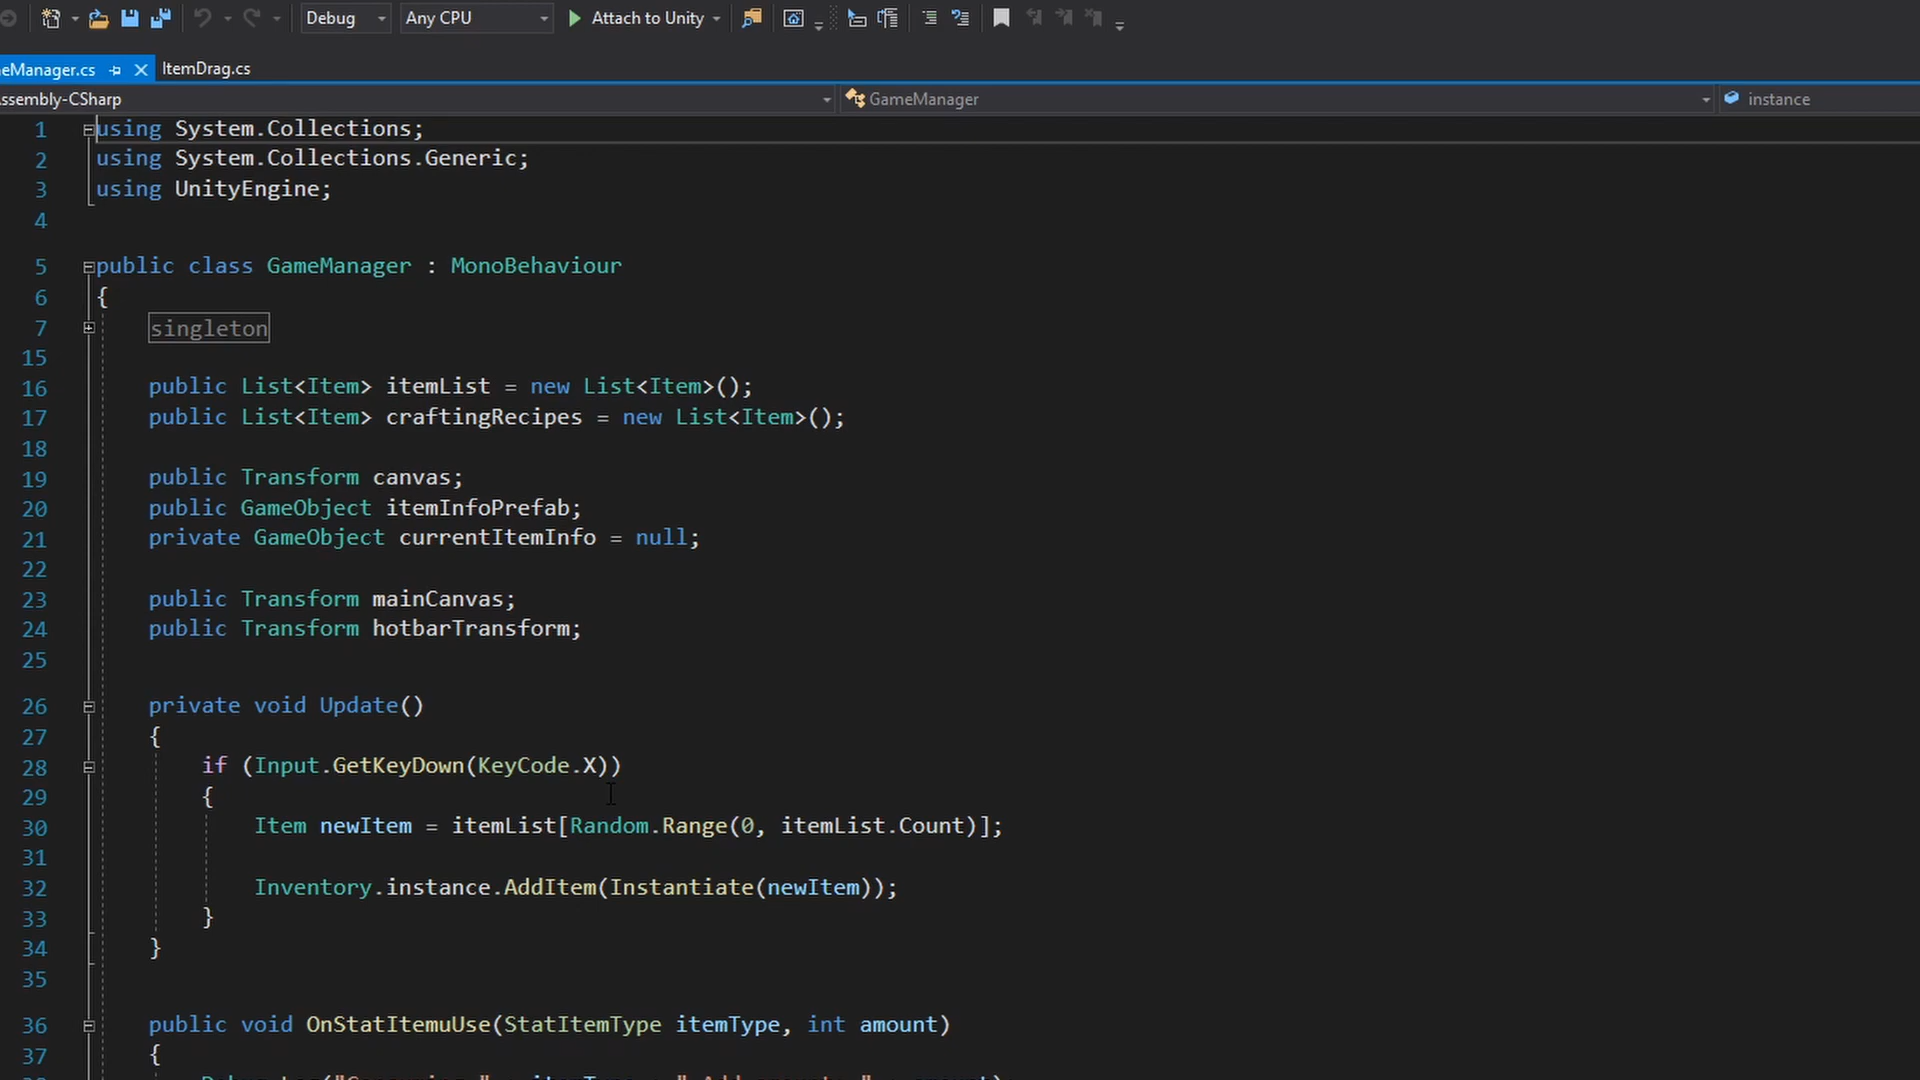 Debug Any CPU Attach to Unity
eManager.cs ItemDrag.cs
ssembly-CSharp GameManager instance
1 using System.Collections;
2 using System.Collections.Generic;
3 using UnityEngine;
4
5 public class GameManager : MonoBehaviour
6 {
7 singleton
15
16 public List<Item> itemList = new List<Item>();
17 public List<Item> craftingRecipes = new List<Item>();
18
19 public Transform canvas;
20 public GameObject itemInfoPrefab;
21 private GameObject currentItemInfo = null;
22
23 public Transform mainCanvas;
24 public Transform hotbarTransform;
25
26 private void Update()
27 {
28 if (Input.GetKeyDown(KeyCode.X))
29 {
30 Item newItem = itemList[Random.Range(0, itemList.Count)];
31
32 Inventory.instance.AddItem(Instantiate(newItem));
33 }
34 }
35
36 public void OnStatItemuUse(StatItemType itemType, int amount)
37 {